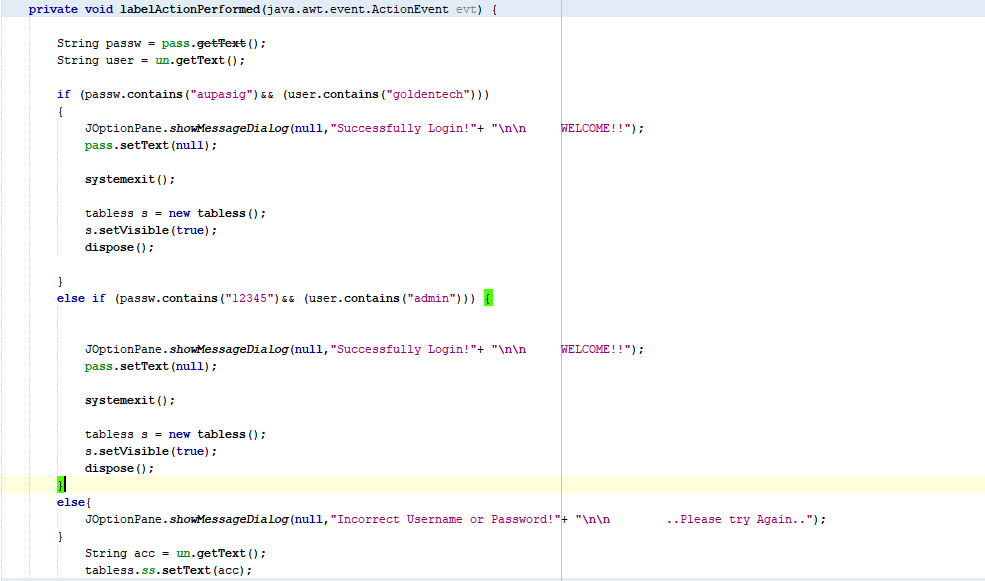 private void labelActionPerformed(java.awt.event.ActionEvent evt) {
String passw = pass.getText();
String user = un.getText();
if (passw.contains("aupasig")&& (user.contains("goldentech")))
{
JOptionPane.showMessageDialog(null,"Successfully Login!"+ "\n\n     WELCOME!!");
pass.setText(null);
systemexit();
tabless s = new tabless();
s.setVisible(true);
dispose();
}
else if (passw.contains("12345")&& (user.contains("admin"))) {
JOptionPane.showMessageDialog(null,"Successfully Login!"+ "\n\n     WELCOME!!");
pass.setText(null);
systemexit();
tabless s = new tabless();
s.setVisible(true);
dispose();
}
else{
JOptionPane.showMessageDialog(null,"Incorrect Username or Password!"+ "\n\n        ..Please try Again..");
}
String acc = un.getText();
tabless.ss.setText(acc);